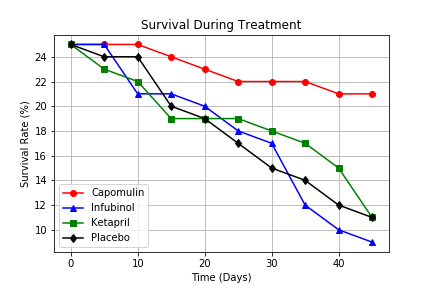 Survival During Treatment
Survival Rate (%)
24
22
20
18
16
14
12
10
Capomulin
Infubinol
Ketapril
Placebo
0
10
20
30
40
Time (Days)